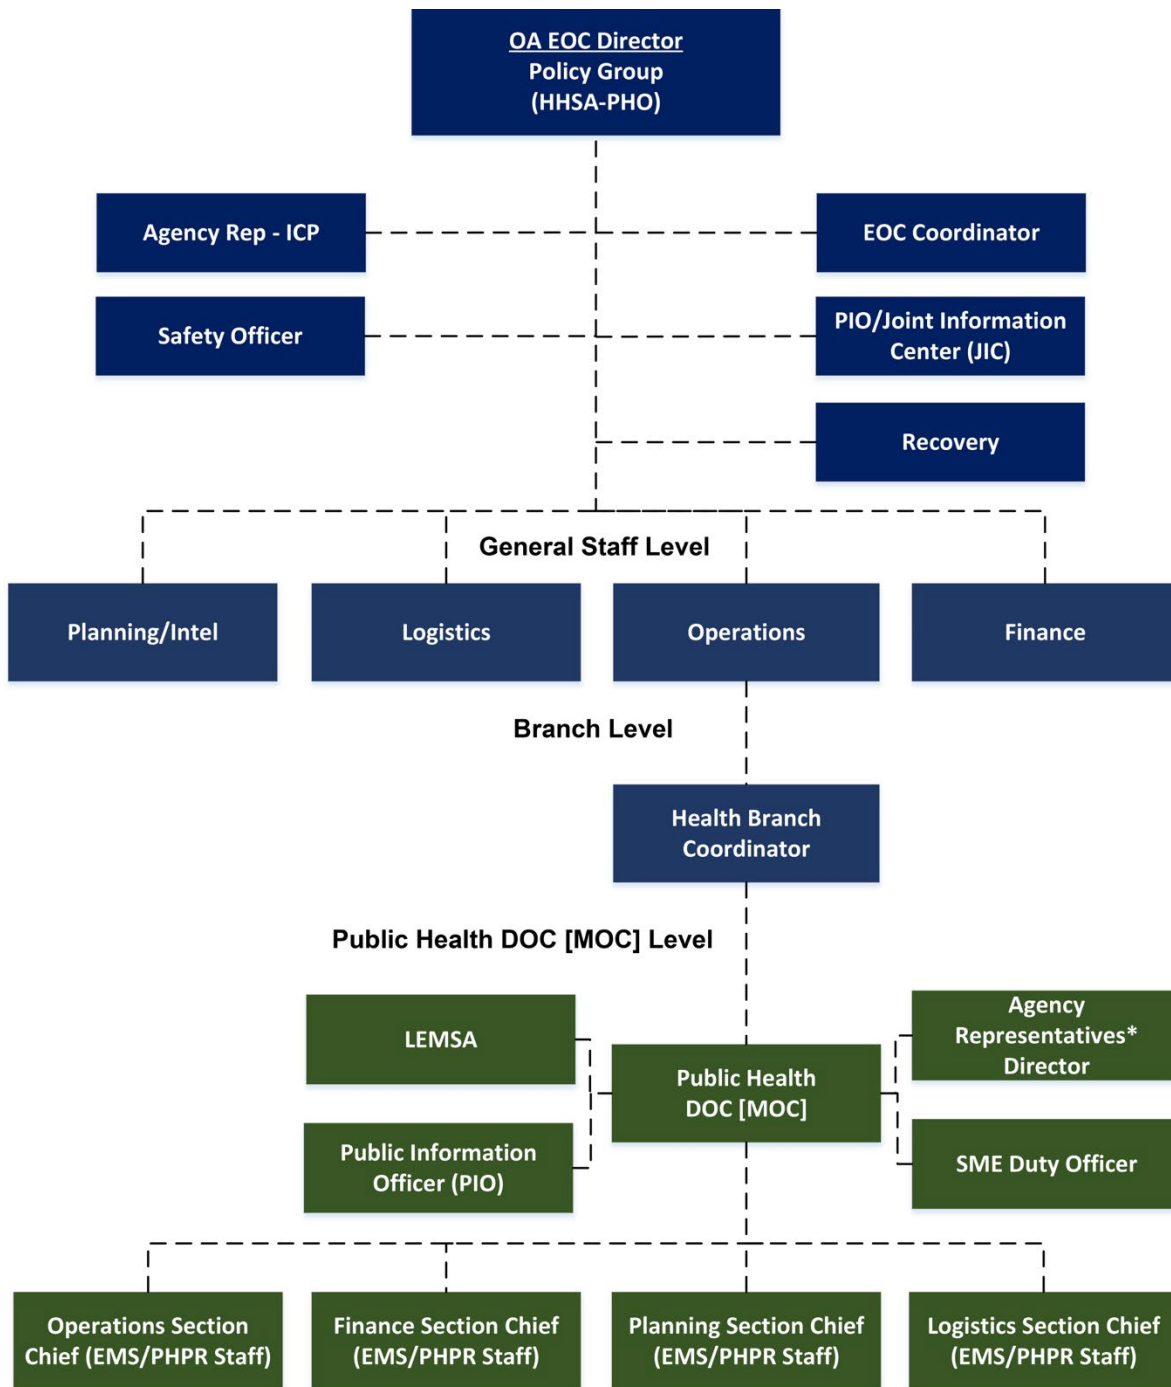 OA EOC Director
Policy Group
(HHSA-PHO)
Agency Rep - ICP
EOC Coordinator
Safety Officer
PIO/Joint Information
Center (JIC)
Recovery
General Staff Level
Planning/Intel
Logistics
Operations
Finance
Branch Level
Health Branch
Coordinator
Public Health DOC [MOC] Level
LEMSA
Agency
Representatives*
Director
Public Health
DOC [MOC]
Public Information
Officer (PIO)
SME Duty Officer
Operations Section
Chief (EMS/PHPR Staff)
Finance Section Chief
(EMS/PHPR Staff)
Planning Section Chief
(EMS/PHPR Staff)
Logistics Section Chief
(EMS/PHPR Staff)